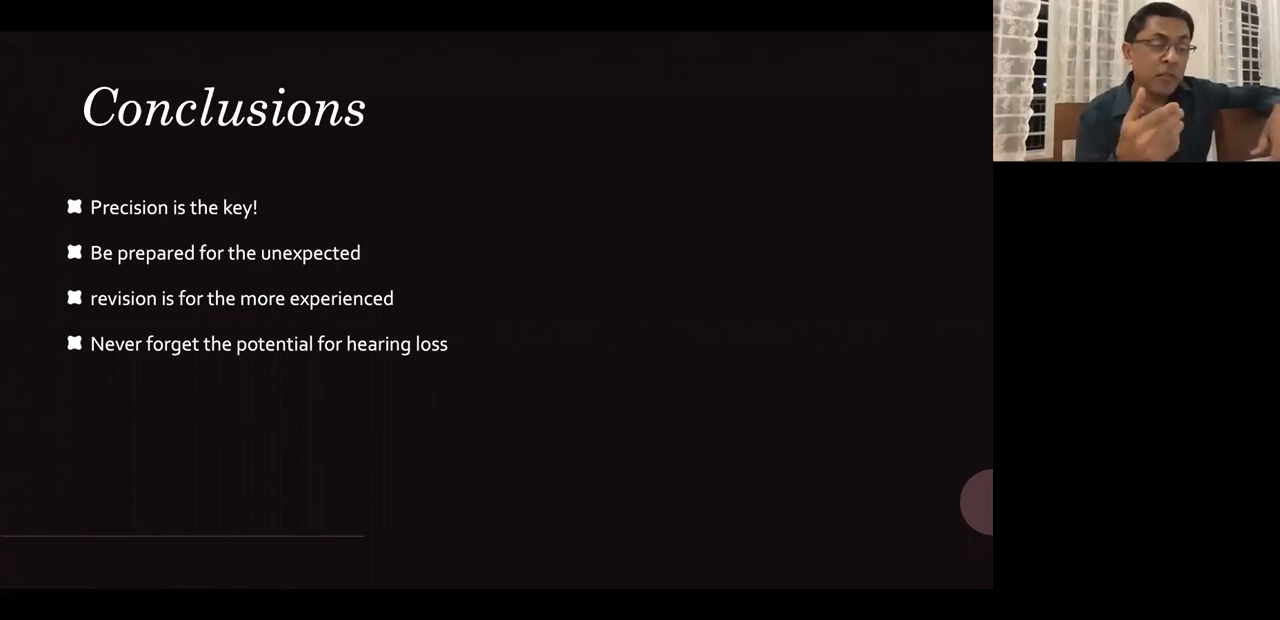 Conclusions
Precision is the key!
Be prepared for the unexpected
revision is for the more experienced
Never forget the potential for hearing loss